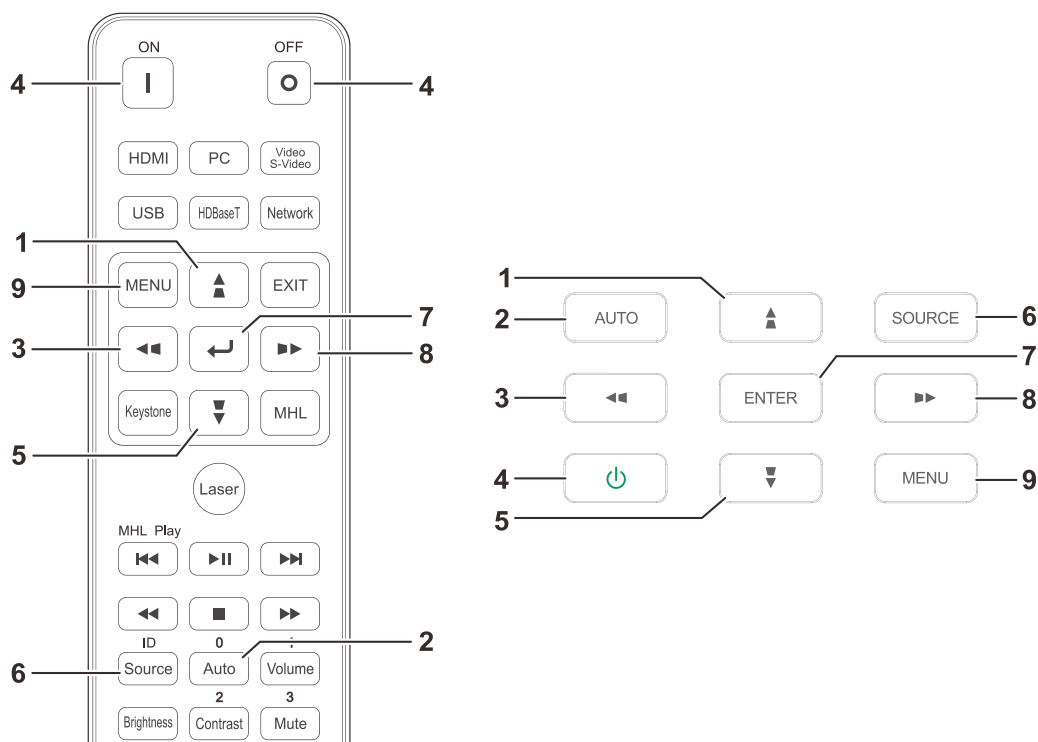 ON OFF
4 4
HDMI PC Video
S-Video
USB HDBaseT Network
1
9 MENU EXIT
7
3 8
Keystone MHL
5
Laser
MHL Play
ID 0 :
2
6 Source Auto Volume
2 3
Brightness Contrast Mute
1
2 AUTO SOURCE 6
7
3 ENTER 8
4 MENU 9
5